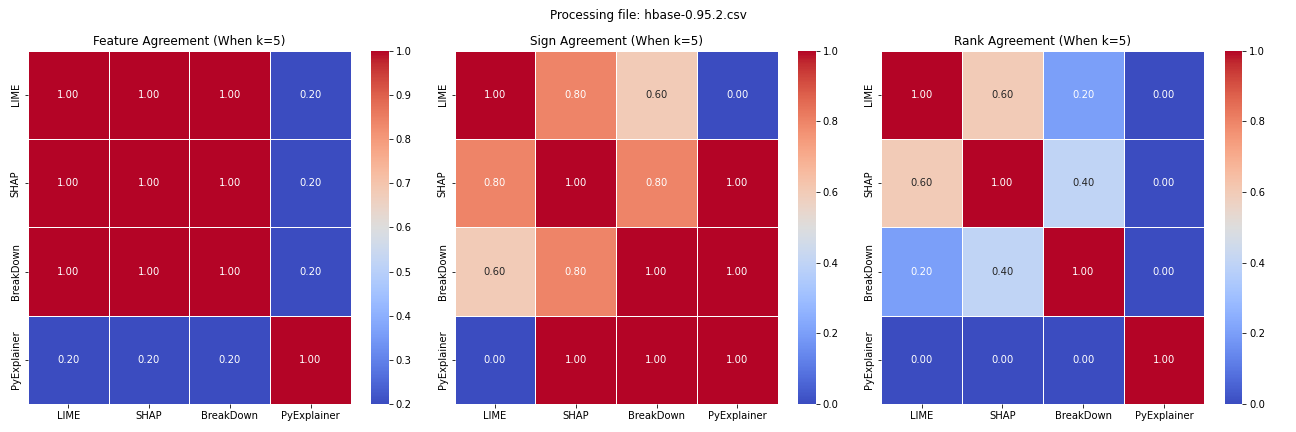 Processing file: hbase-0.95.2.csv
Feature Agreement (When k=5)
LIME
1.00 1.00 1.00 0.20
SHAP
1.00 1.00 1.00 0.20
BreakDown
1.00 1.00 1.00 0.20
PyExplainer
0.20 0.20 0.20 1.00
LIME SHAP BreakDown PyExplainer
1.0
0.9
0.8
0.7
0.6
0.5
0.4
0.3
0.2
Sign Agreement (When k=5)
LIME
1.00 0.80 0.60 0.00
SHAP
0.80 1.00 0.80 1.00
BreakDown
0.60 0.80 1.00 1.00
PyExplainer
0.00 1.00 1.00 1.00
LIME SHAP BreakDown PyExplainer
1.0
0.8
0.6
0.4
0.2
0.0
Rank Agreement (When k=5)
LIME
1.00 0.60 0.20 0.00
SHAP
0.60 1.00 0.40 0.00
BreakDown
0.20 0.40 1.00 0.00
PyExplainer
0.00 0.00 0.00 1.00
LIME SHAP BreakDown PyExplainer
1.0
0.8
0.6
0.4
0.2
0.0